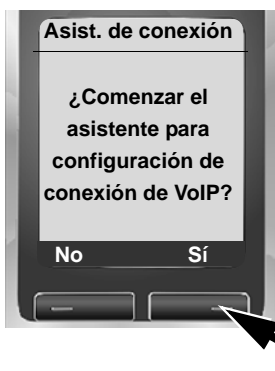 Asist. de conexión
¿Comenzar el
asistente para
configuración de
conexión de VoIP?
No Sí